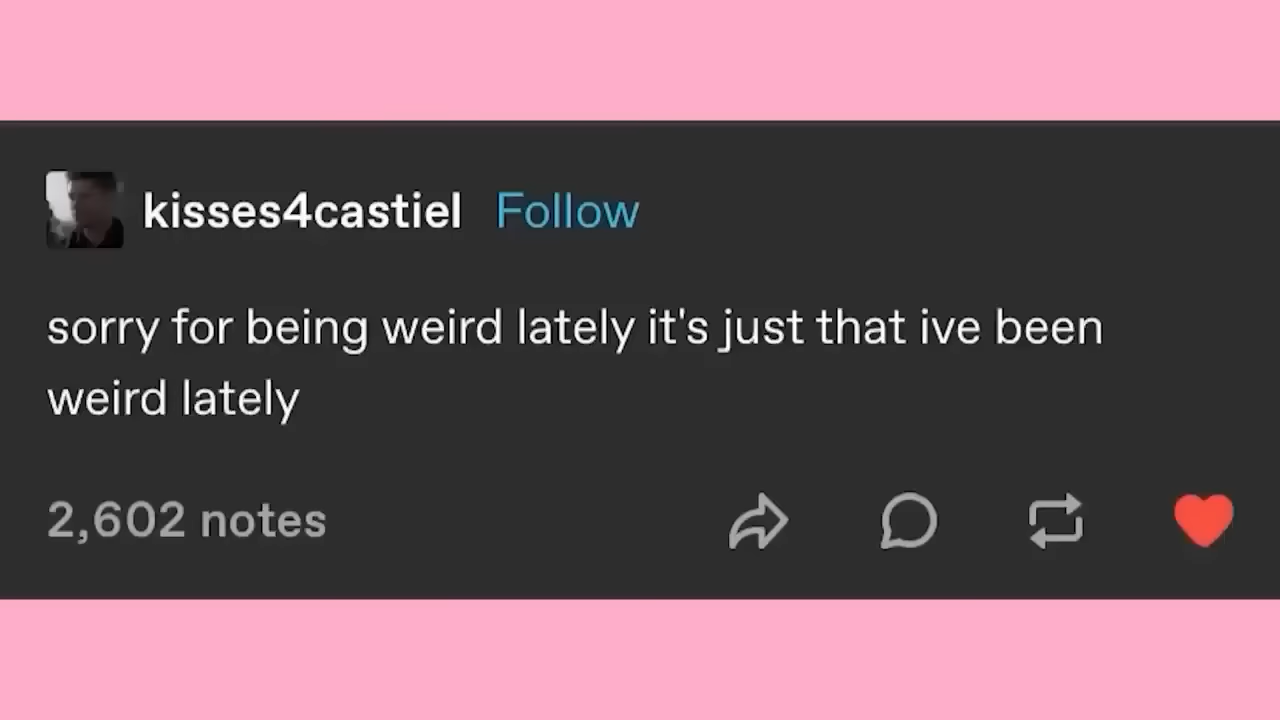 kisses4castiel Follow
sorry for being weird lately it's just that ive been
weird lately
2,602 notes